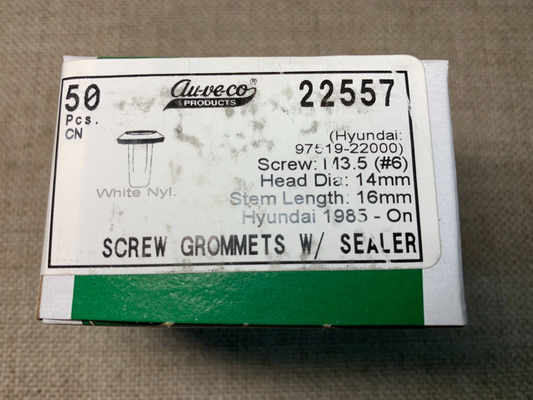 50
Pcs.
CN
Au-ve-co®
PRODUCTS
22557
(Hyundai:
97519-22000)
Screw: M3.5 (#6)
Head Dia: 14mm
Stem Length: 16mm
Hyundai 1985 - On
White Nyl.
SCREW GROMMETS W/ SEALER